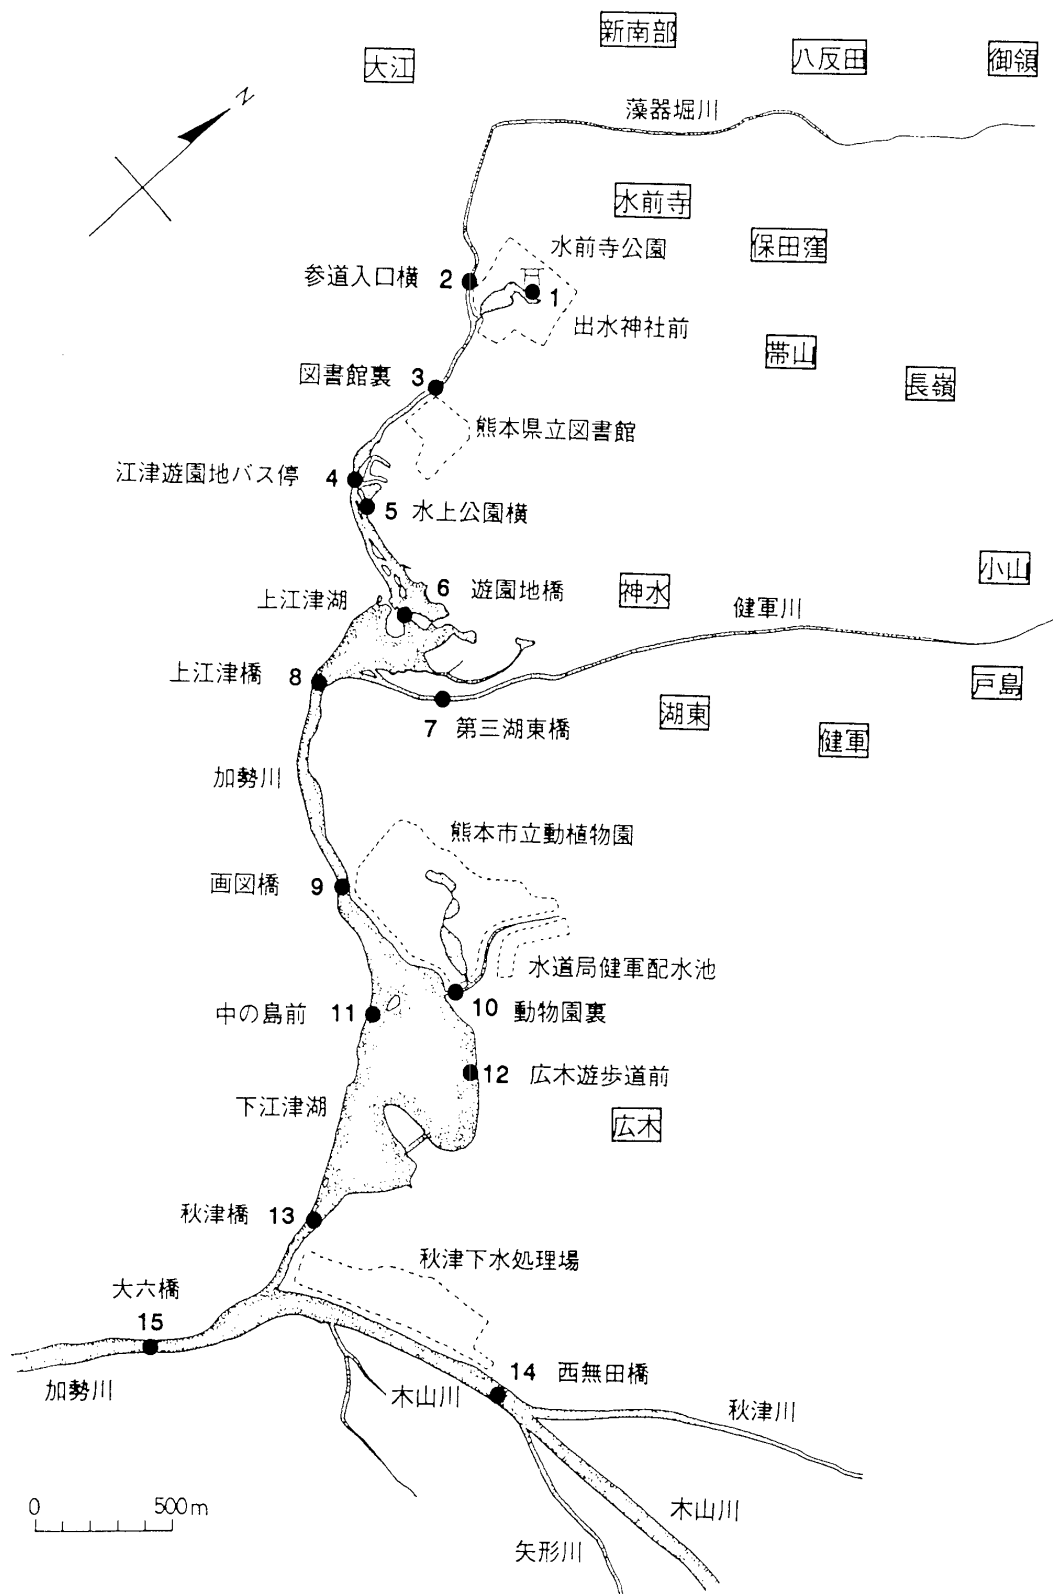 新南部
八反田
御領
大江
N
藻器堀川
水前寺
保田窪
水前寺公園
参道入口横 2
1
出水神社前
帯山
長嶺
図書館裏 3
熊本県立図書館
江津遊園地バス停 4
5 水上公園横
小山
6 遊園地橋
神水
健軍川
上江津湖
上江津橋 8
戸島
7 第三湖東橋
湖東
健軍
加勢川
熊本市立動植物園
画図橋 9
水道局健軍配水池
中の島前 11
10 動物園裏
12 広木遊歩道前
下江津湖
広木
秋津橋 13
秋津下水処理場
大六橋
15
14 西無田橋
加勢川
木山川
秋津川
0 500m
木山川
矢形川